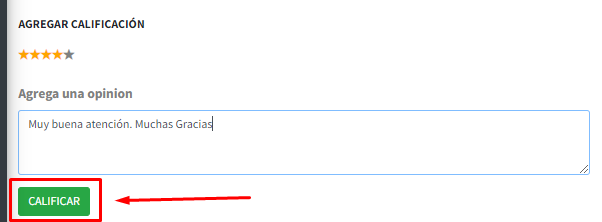 AGREGAR CALIFICACIÓN
Agrega una opinion
Muy buena atención. Muchas Gracias
CALIFICAR